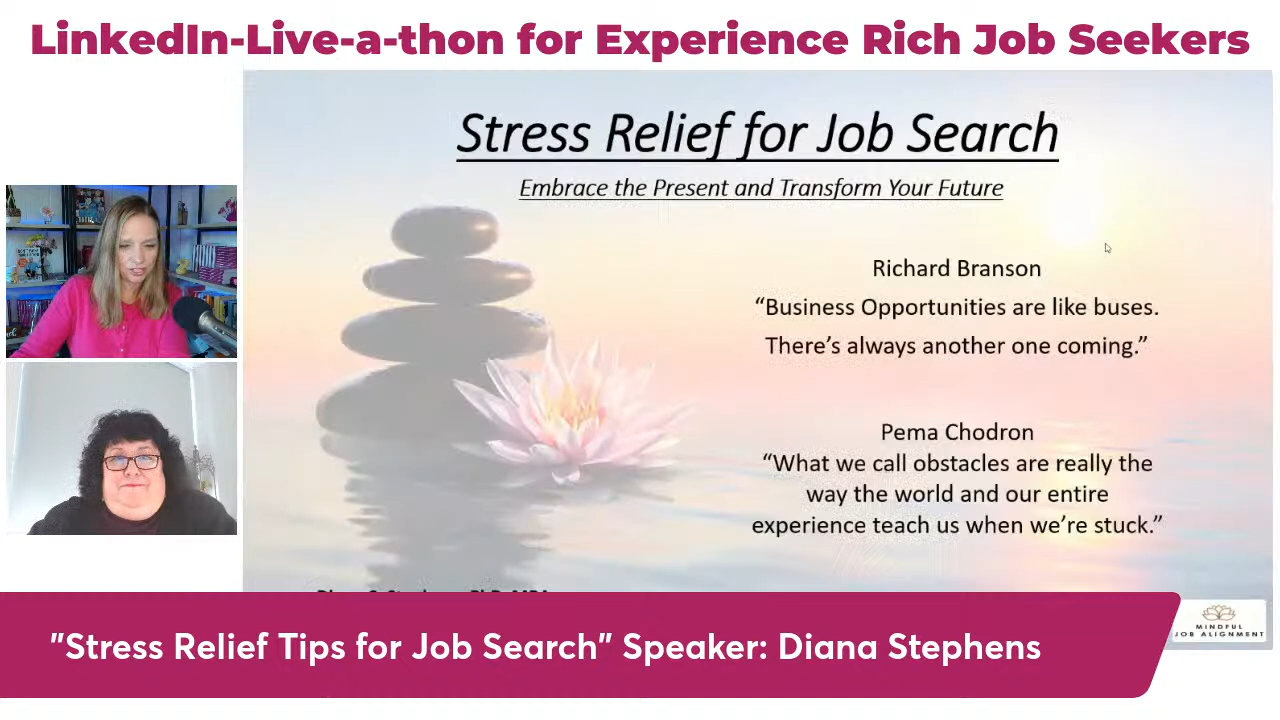 LinkedIn-Live-a-thon for Experience Rich Job Seekers
Stress Relief for Job Search
Embrace the Present and Transform Your Future
Richard Branson
“Business Opportunities are like buses.
There’s always another one coming.”
Pema Chodron
“What we call obstacles are really the
way the world and our entire
experience teach us when we’re stuck.”
"Stress Relief Tips for Job Search" Speaker: Diana Stephens
MINDFUL
JOB ALIGNMENT